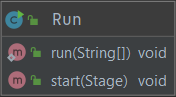 Run
run(String[]) void
start(Stage) void